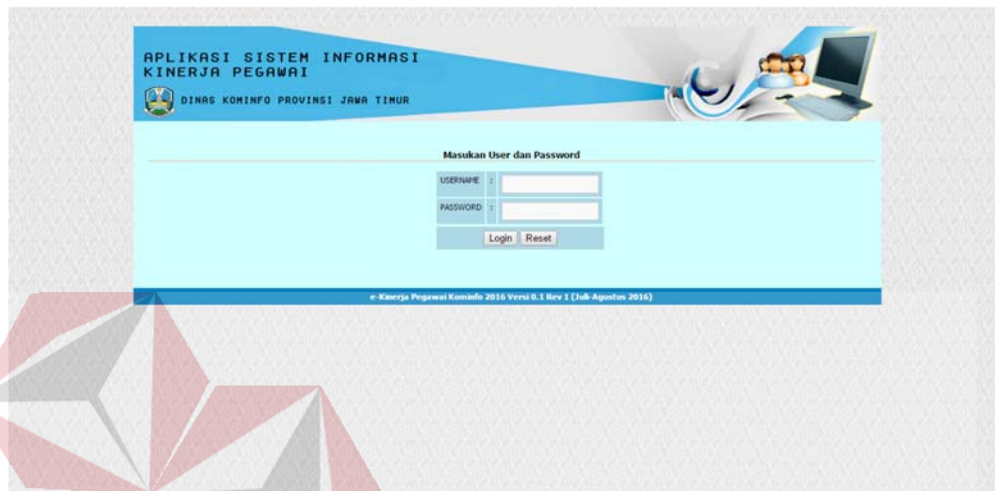 APLIKASI SISTEM INFORMASI
KINERJA PEGAWAI
DINAS KOMINFO PROVINSI JAWA TIMUR
Masukan User dan Password
USERNAME :
PASSWORD :
Login Reset
e-Kinerja Pegawai Kominfo 2016 Versi 0.1 Rev 1 (Juli-Agustus 2016)